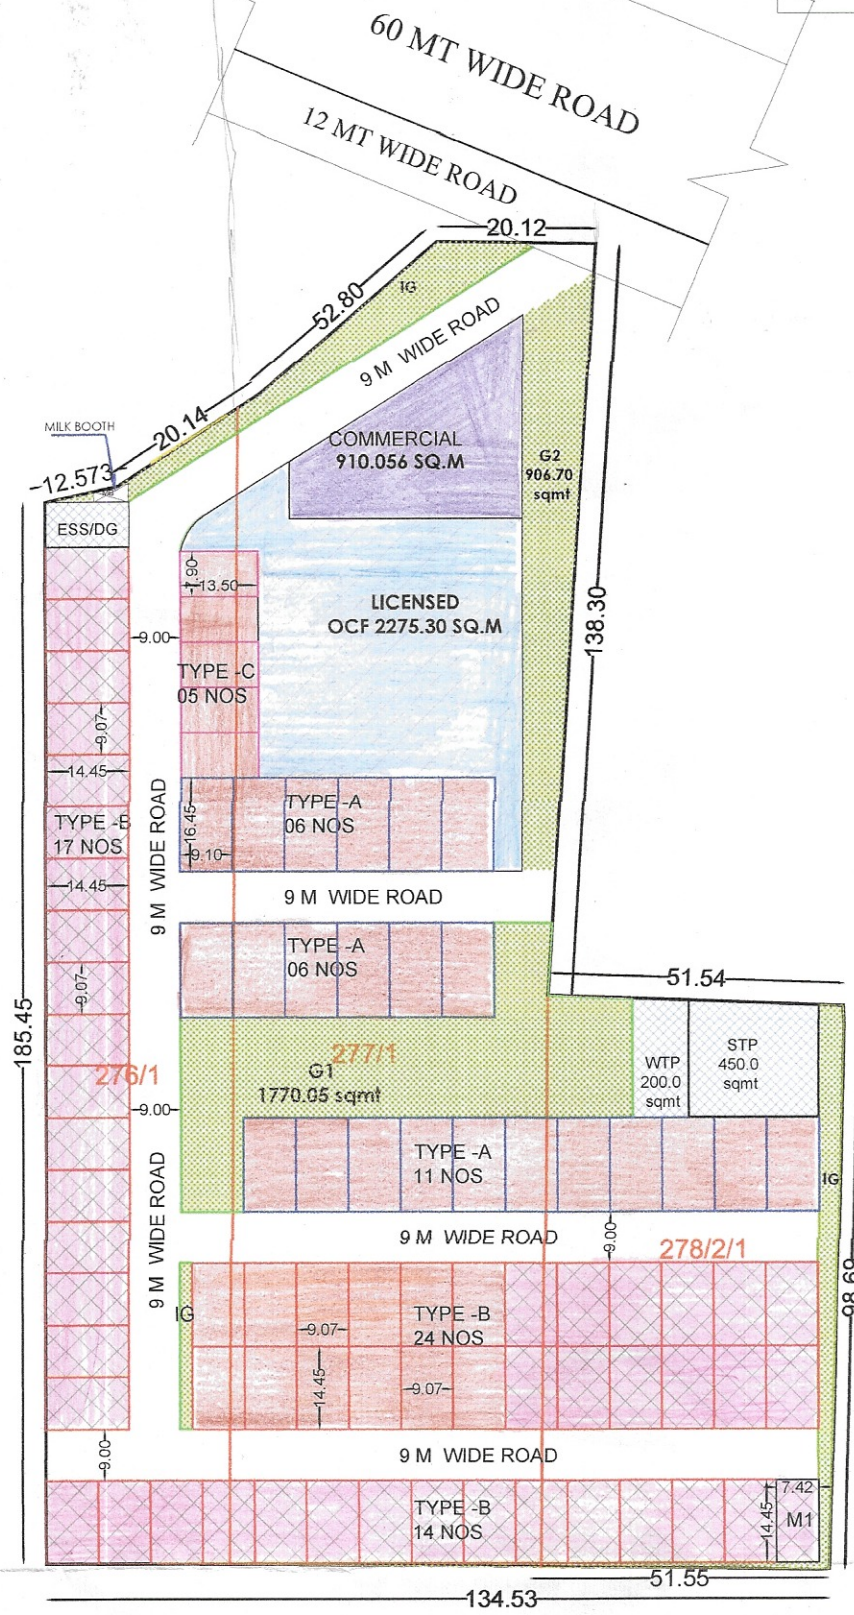 60 MT WIDE ROAD
12 MT WIDE ROAD
20.12
52.80
IG
9 M WIDE ROAD
20.14
MILK BOOTH
12.573
COMMERCIAL
910.056 SQ.M
G2
906.70
sqmt
ESS/DG
7.90
13.50
LICENSED
OCF 2275.30 SQ.M
138.30
9.00
TYPE -C
05 NOS
9.07
14.45
TYPE -B
17 NOS
9 M WIDE ROAD
16.45
TYPE -A
06 NOS
9.10
14.45
9 M WIDE ROAD
TYPE -A
06 NOS
9.07
51.54
185.45
276/1
277/1
G1
1770.05 sqmt
WTP
200.0
sqmt
STP
450.0
sqmt
9.00
TYPE -A
11 NOS
IG
9 M WIDE ROAD
9 M WIDE ROAD
9.00
278/2/1
98.69
IG
TYPE -B
24 NOS
9.07
14.45
9.07
9.00
9 M WIDE ROAD
TYPE -B
14 NOS
14.45
7.42
M1
51.55
134.53